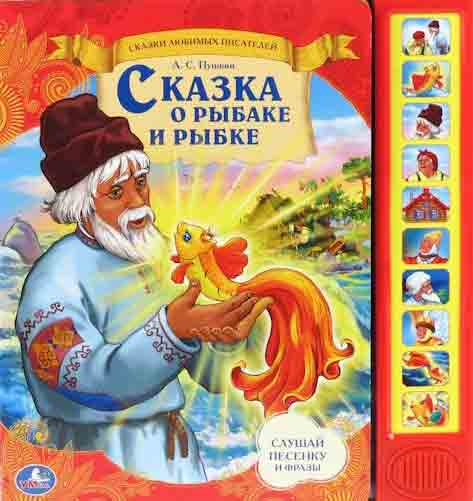 СКАЗКИ ЛЮБИМЫХ ПИСАТЕЛЕЙ
А. С. Пушкин
СКАЗКА
О РЫБАКЕ
И РЫБКЕ
СЛУШАЙ
ПЕСЕНКУ
И ФРАЗЫ
Умка